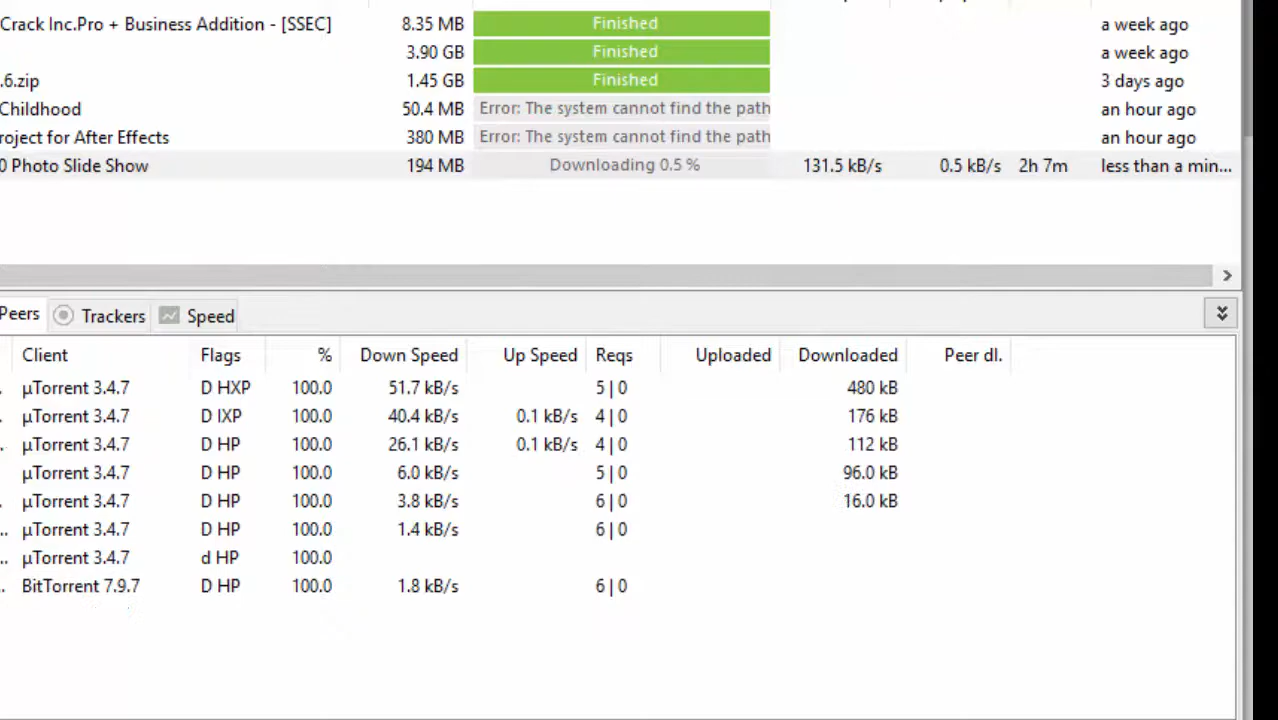 Crack Inc.Pro + Business Addition - [SSEC] 8.35 MB Finished a week ago
3.90 GB Finished a week ago
.6.zip 1.45 GB Finished 3 days ago
Childhood 50.4 MB Error: The system cannot find the path an hour ago
roject for After Effects 380 MB Error: The system cannot find the path an hour ago
0 Photo Slide Show 194 MB Downloading 0.5 % 131.5 kB/s 0.5 kB/s 2h 7m less than a min...
Peers Trackers Speed
Client Flags % Down Speed Up Speed Reqs Uploaded Downloaded Peer dl.
µTorrent 3.4.7 D HXP 100.0 51.7 kB/s 5 | 0 480 kB
µTorrent 3.4.7 D IXP 100.0 40.4 kB/s 0.1 kB/s 4 | 0 176 kB
µTorrent 3.4.7 D HP 100.0 26.1 kB/s 0.1 kB/s 4 | 0 112 kB
µTorrent 3.4.7 D HP 100.0 6.0 kB/s 5 | 0 96.0 kB
µTorrent 3.4.7 D HP 100.0 3.8 kB/s 6 | 0 16.0 kB
µTorrent 3.4.7 D HP 100.0 1.4 kB/s 6 | 0
µTorrent 3.4.7 d HP 100.0
BitTorrent 7.9.7 D HP 100.0 1.8 kB/s 6 | 0